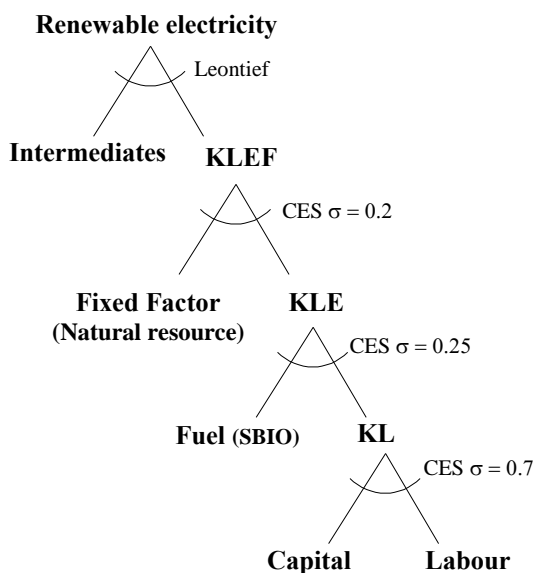 Renewable electricity
Leontief
Intermediates KLEF
CES σ = 0.2
Fixed Factor KLE
(Natural resource)
CES σ = 0.25
Fuel (SBIO) KL
CES σ = 0.7
Capital Labour